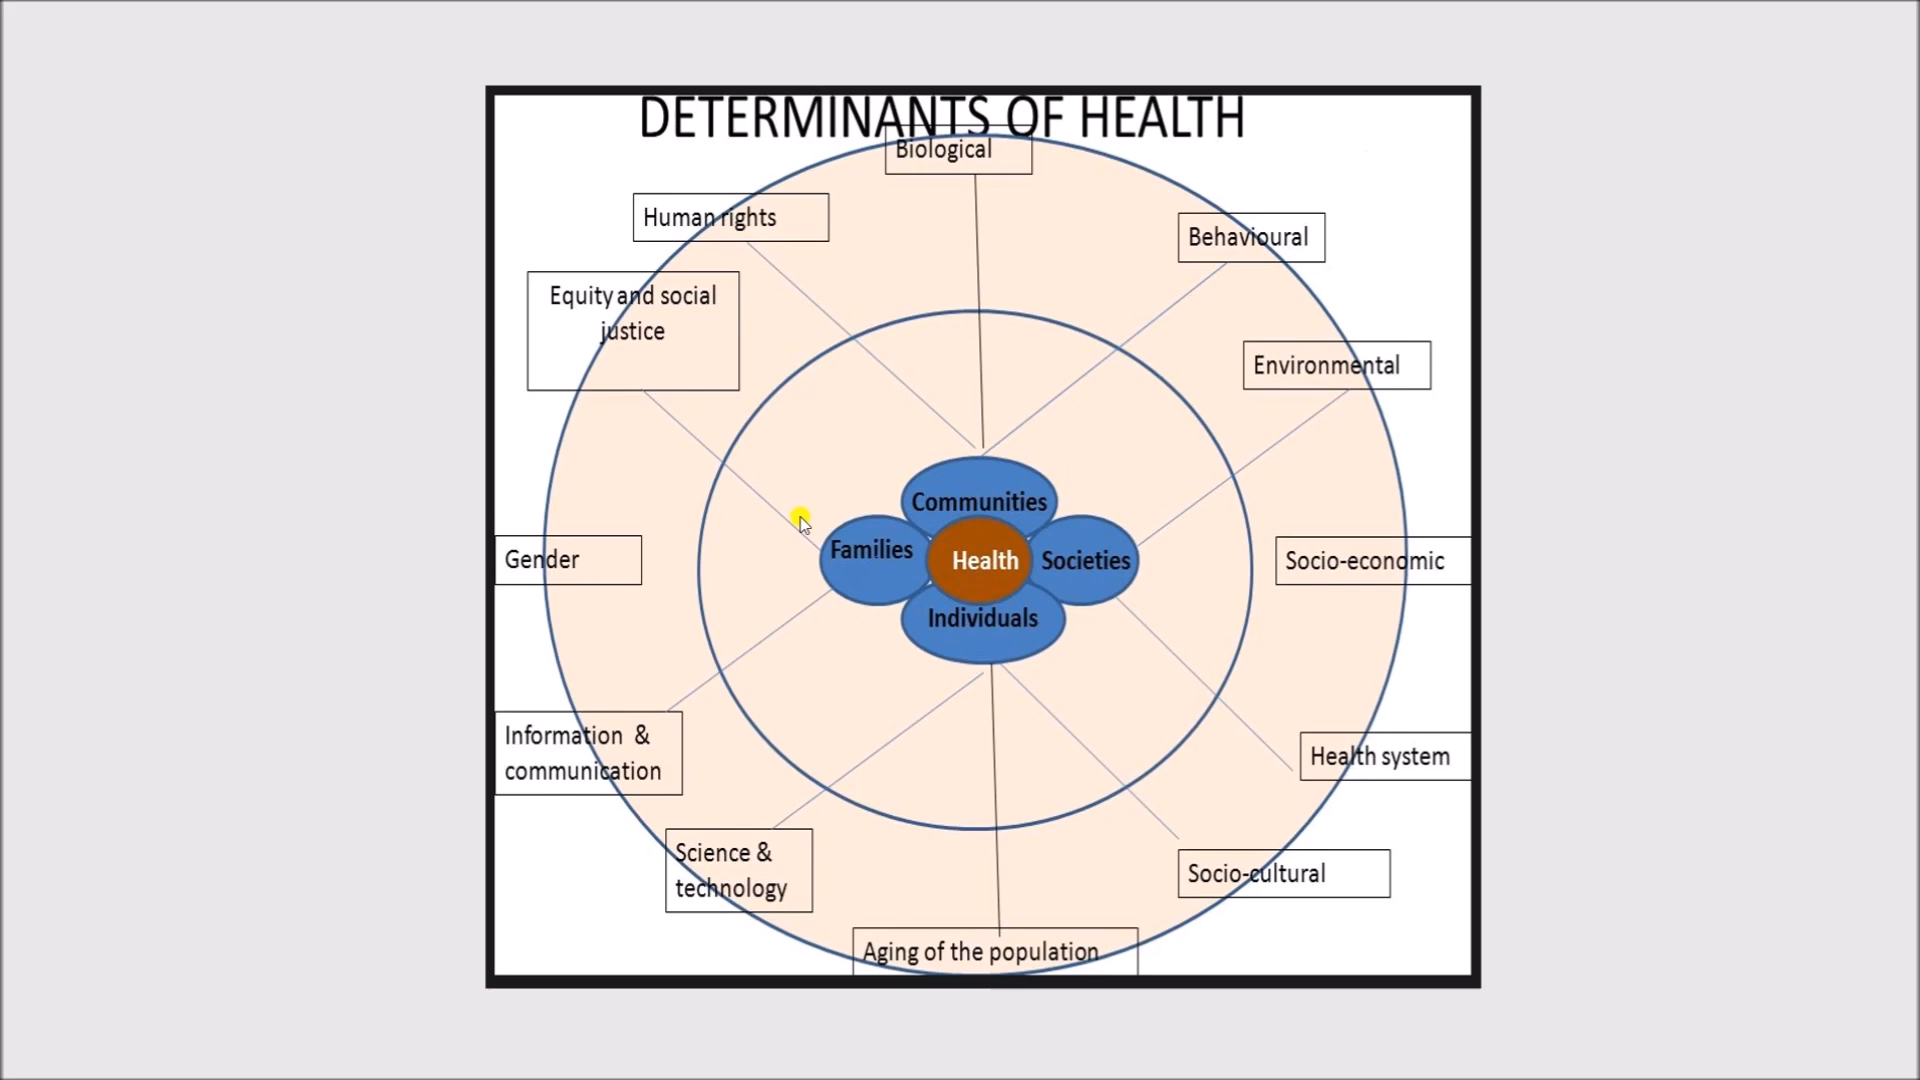 DETERMINANTS OF HEALTH
Biological
Human rights
Behavioural
Equity and social
justice
Environmental
Communities
Families
Health
Societies
Gender
Socio-economic
Individuals
Information &
communication
Health system
Science &
technology
Socio-cultural
Aging of the population